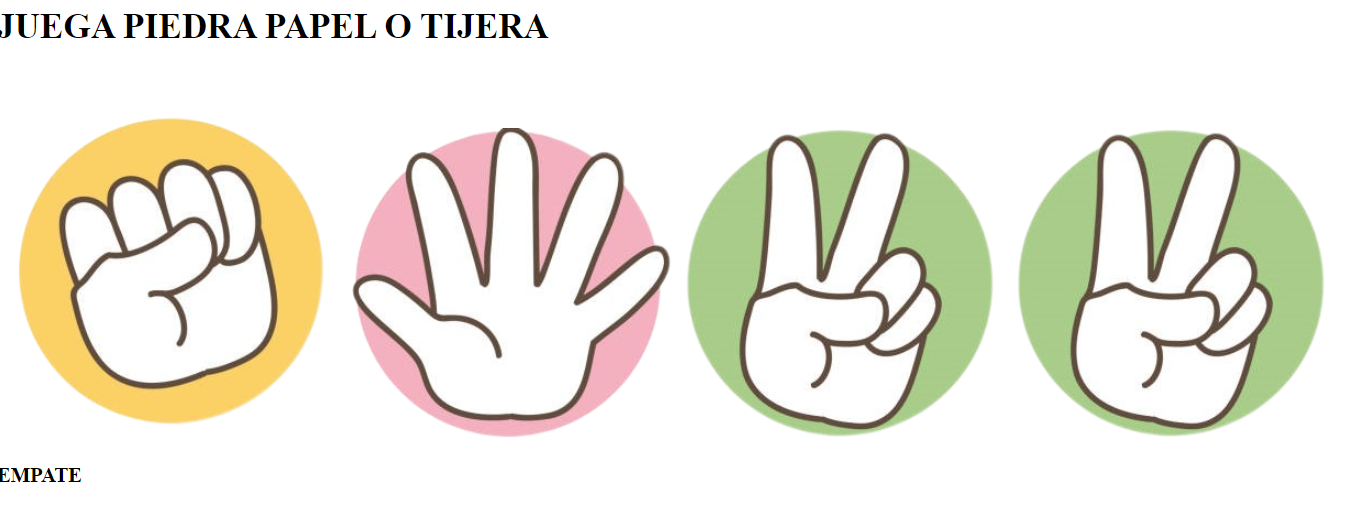 JUEGA PIEDRA PAPEL O TIJERA
EMPATE